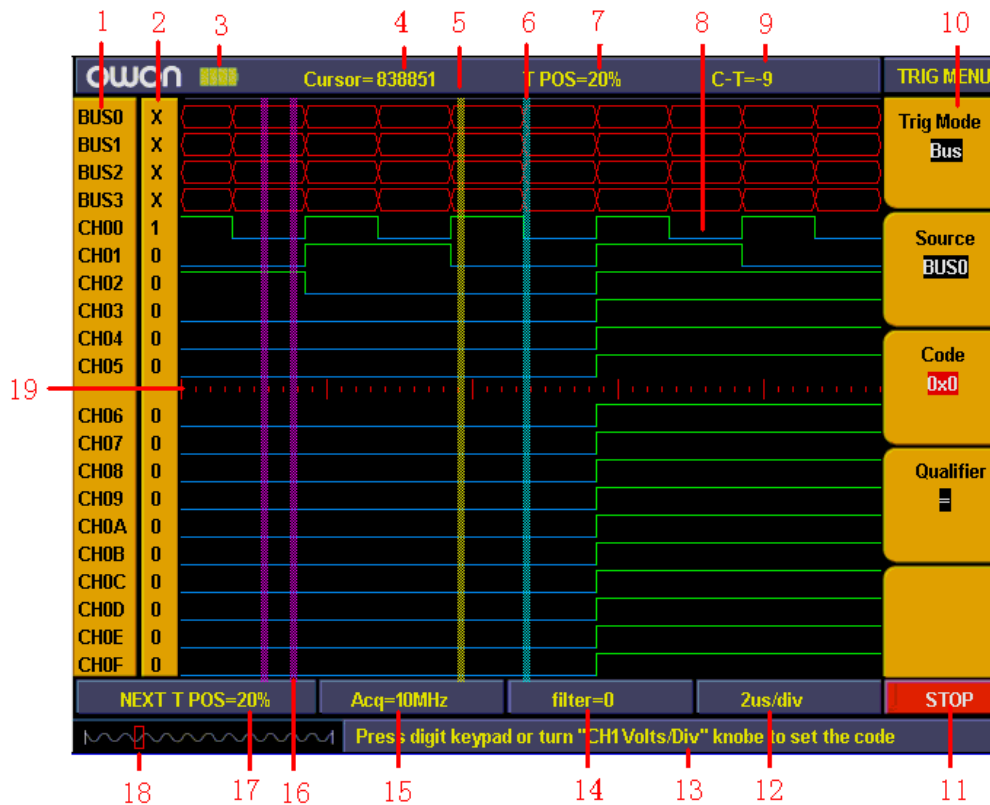 1 2 3 4 5 6 7 8 9 10
owon Cursor=838851 T POS=20% C-T=-9 TRIG MENU
BUS0 X
BUS1 X
BUS2 X
BUS3 X
CH00 1
CH01 0
CH02 0
CH03 0
CH04 0
CH05 0
19
CH06 0
CH07 0
CH08 0
CH09 0
CH0A 0
CH0B 0
CH0C 0
CH0D 0
CH0E 0
CH0F 0
Trig Mode
Bus
Source
BUS0
Code
0x0
Qualifier
=
NEXT T POS=20% Acq=10MHz filter=0 2us/div STOP
Press digit keypad or turn "CH1 Volts/Div" knobe to set the code
18 17 16 15 14 13 12 11